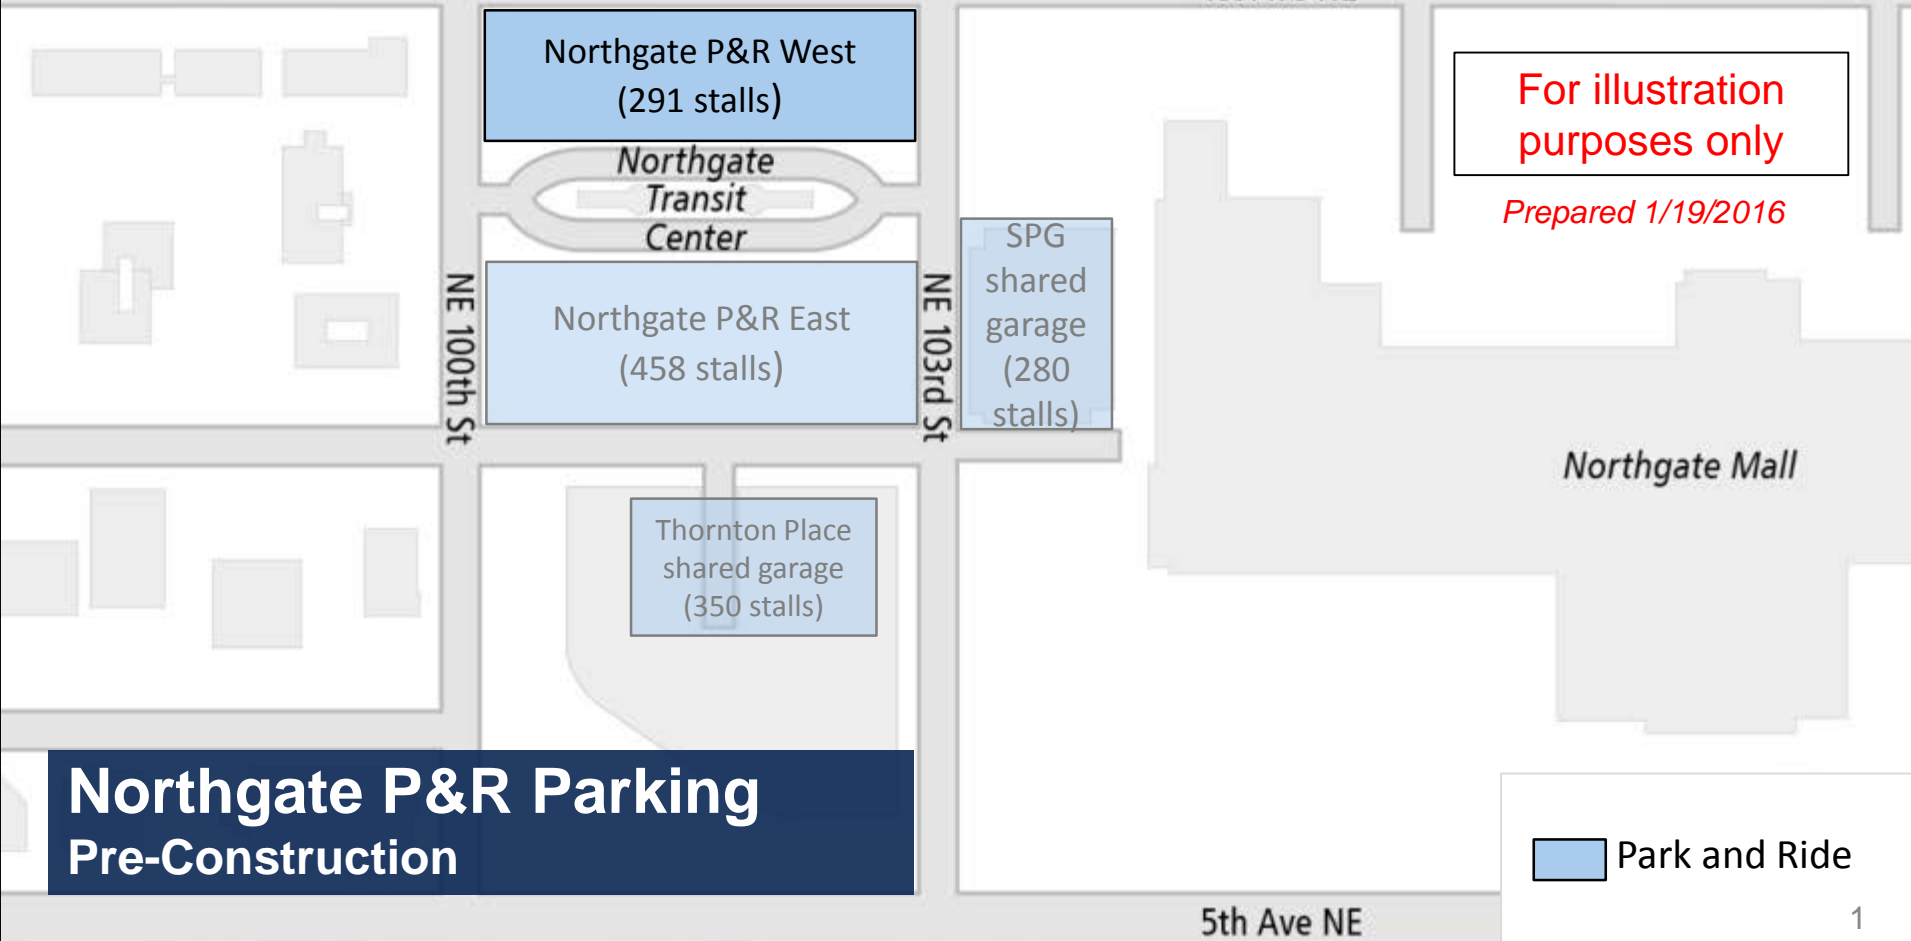 Northgate P&R West
(291 stalls)
For illustration
purposes only
Prepared 1/19/2016
Northgate
Transit
Center
Northgate P&R East
(458 stalls)
NE 100th St
NE 103rd St
SPG
shared
garage
(280
stalls)
Northgate Mall
Thornton Place
shared garage
(350 stalls)
Northgate P&R Parking
Pre-Construction
Park and Ride
5th Ave NE
1